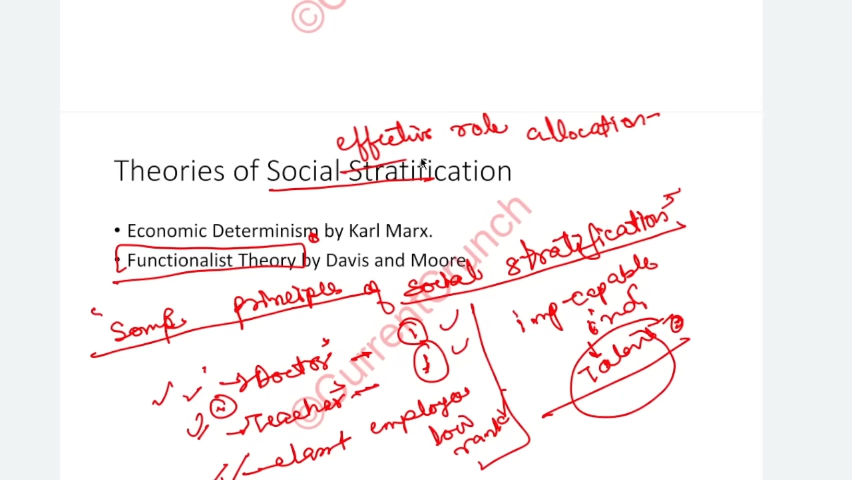 effective role allocation
Theories of Social Stratification
• Economic Determinism by Karl Marx.
• Functionalist Theory by Davis and Moore
"Some principles of social stratification"
imp-capable
ind
Talent
→ Doctor
→ Teacher
employee
low
rank
©CurrentCrunch